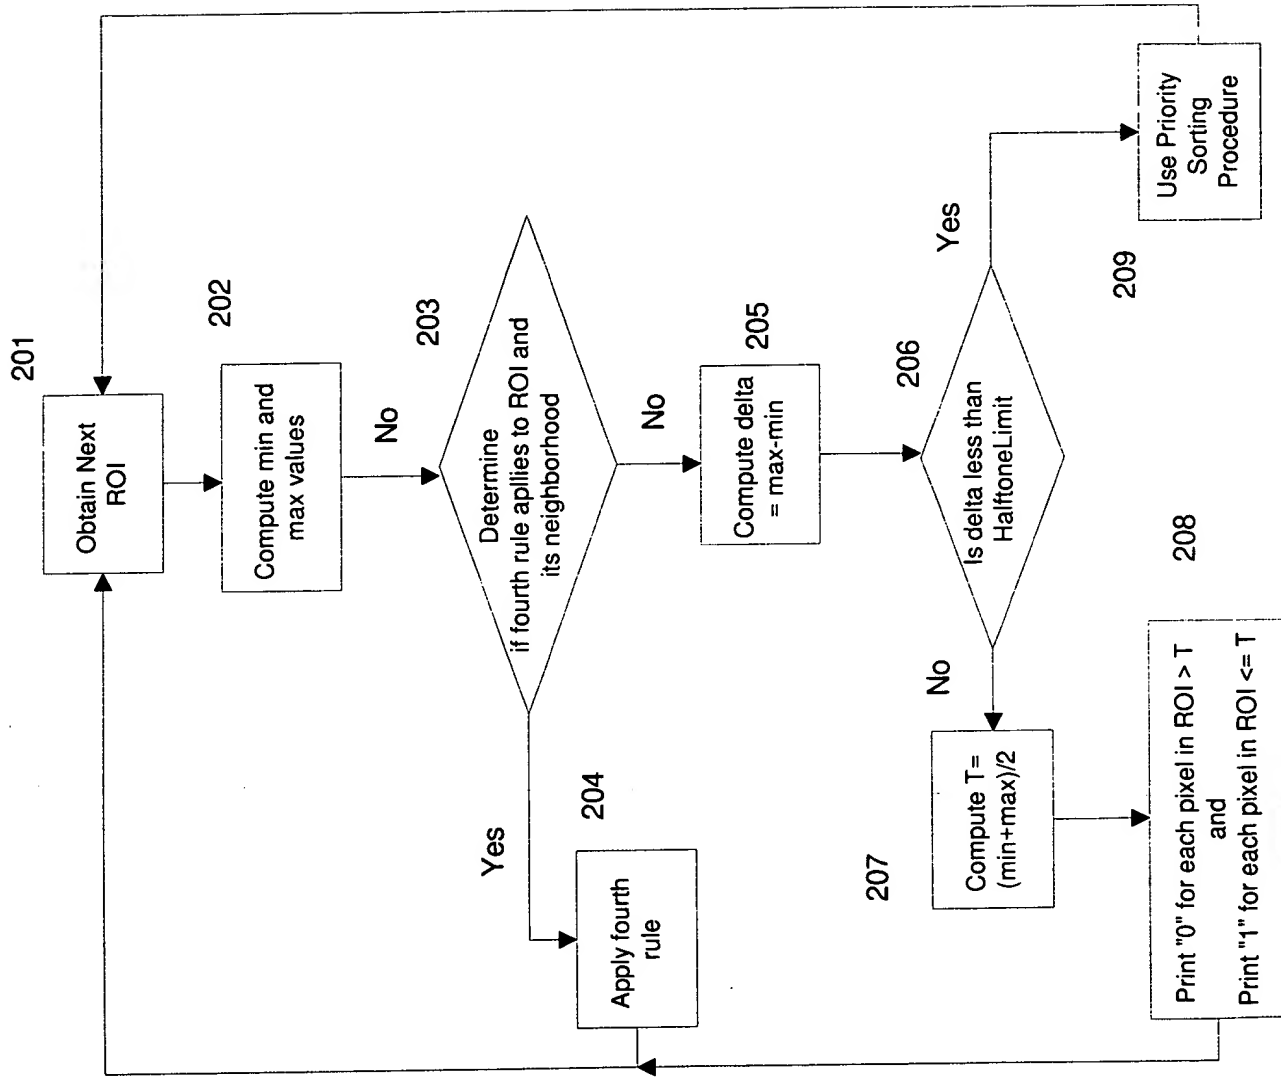 201
Obtain Next
ROI
202
Compute min and
max values
No
203
Determine
if fourth rule apllies to ROI and
its neighborhood
Yes
204
Apply fourth
rule
No
205
Compute delta
= max-min
206
Is delta less than
HalftoneLimit
No
207
Compute T=
(min+max)/2
208
Print "0" for each pixel in ROI > T
and
Print "1" for each pixel in ROI <= T
Yes
209
Use Priority
Sorting
Procedure